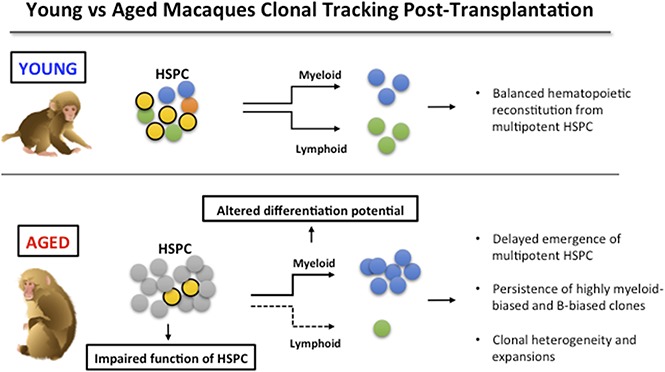 Young vs Aged Macaques Clonal Tracking Post-Transplantation
YOUNG
HSPC
Myeloid
Lymphoid
• Balanced hematopoietic
reconstitution from
multipotent HSPC
Altered differentiation potential
AGED
HSPC
Myeloid
Lymphoid
Impaired function of HSPC
• Delayed emergence of
multipotent HSPC
• Persistence of highly myeloid-
biased and B-biased clones
• Clonal heterogeneity and
expansions